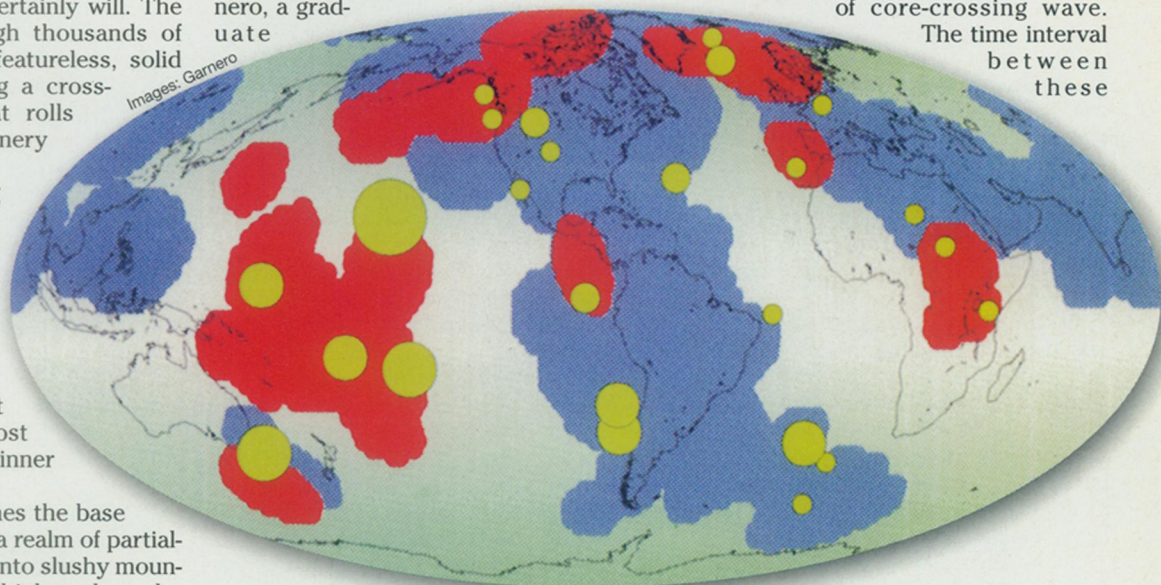 ertainly will. The
gh thousands of
featureless, solid
g a cross-
t rolls
nery
t
ost
inner
nes the base
a realm of partial-
nto slushy moun-
nero, a grad-
uate
Images: Garnero
of core-crossing wave.
The time interval
between
these